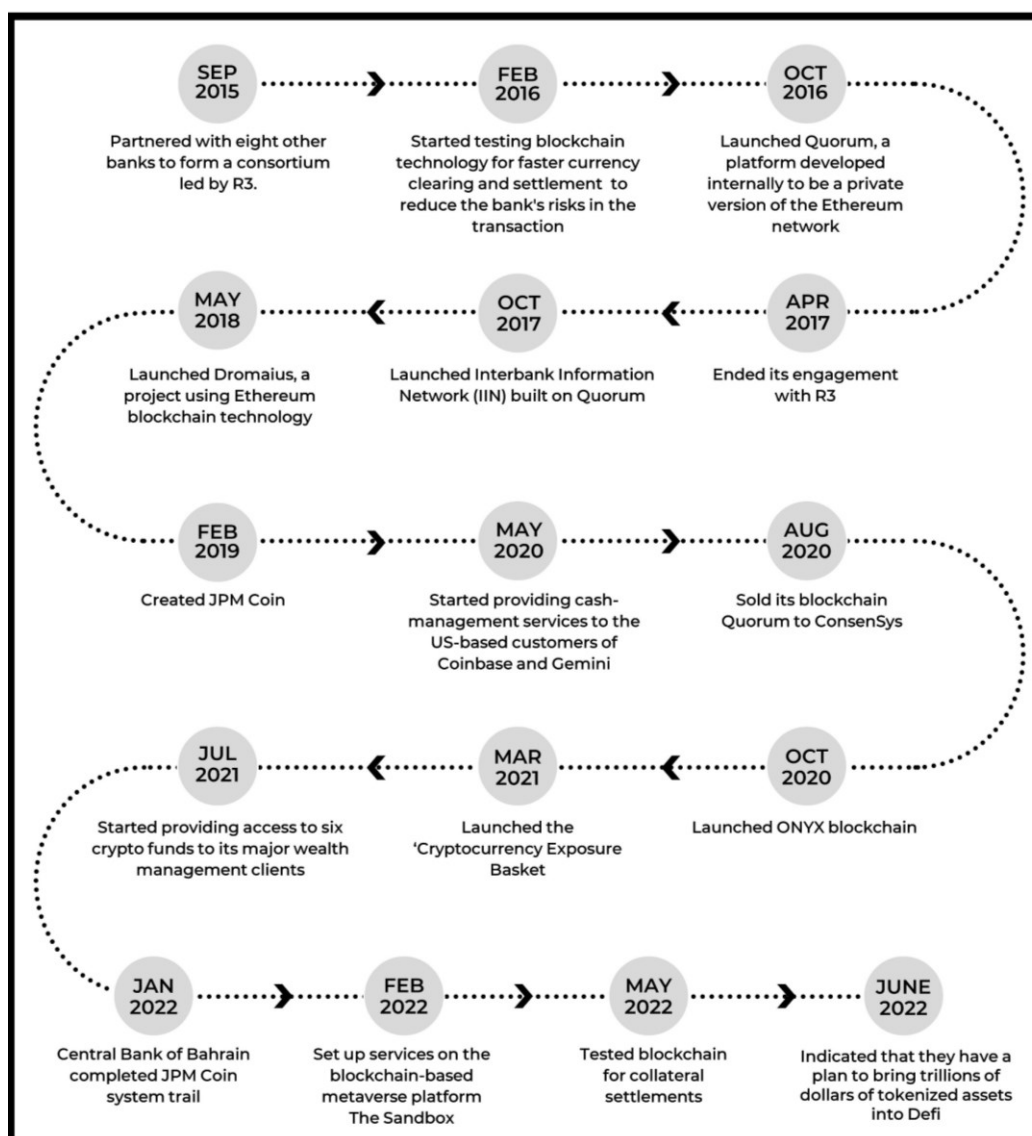 SEP
2015
Partnered with eight other
banks to form a consortium
led by R3.
FEB
2016
Started testing blockchain
technology for faster currency
clearing and settlement to
reduce the bank's risks in the
transaction
OCT
2016
Launched Quorum, a
platform developed
internally to be a private
version of the Ethereum
network
APR
2017
Ended its engagement
with R3
OCT
2017
Launched Interbank Information
Network (IIN) built on Quorum
MAY
2018
Launched Dromaius, a
project using Ethereum
blockchain technology
FEB
2019
Created JPM Coin
MAY
2020
Started providing cash-
management services to the
US-based customers of
Coinbase and Gemini
AUG
2020
Sold its blockchain
Quorum to ConsenSys
OCT
2020
Launched ONYX blockchain
MAR
2021
Launched the
‘Cryptocurrency Exposure
Basket
JUL
2021
Started providing access to six
crypto funds to its major wealth
management clients
JAN
2022
Central Bank of Bahrain
completed JPM Coin
system trail
FEB
2022
Set up services on the
blockchain-based
metaverse platform
The Sandbox
MAY
2022
Tested blockchain
for collateral
settlements
JUNE
2022
Indicated that they have a
plan to bring trillions of
dollars of tokenized assets
into Defi